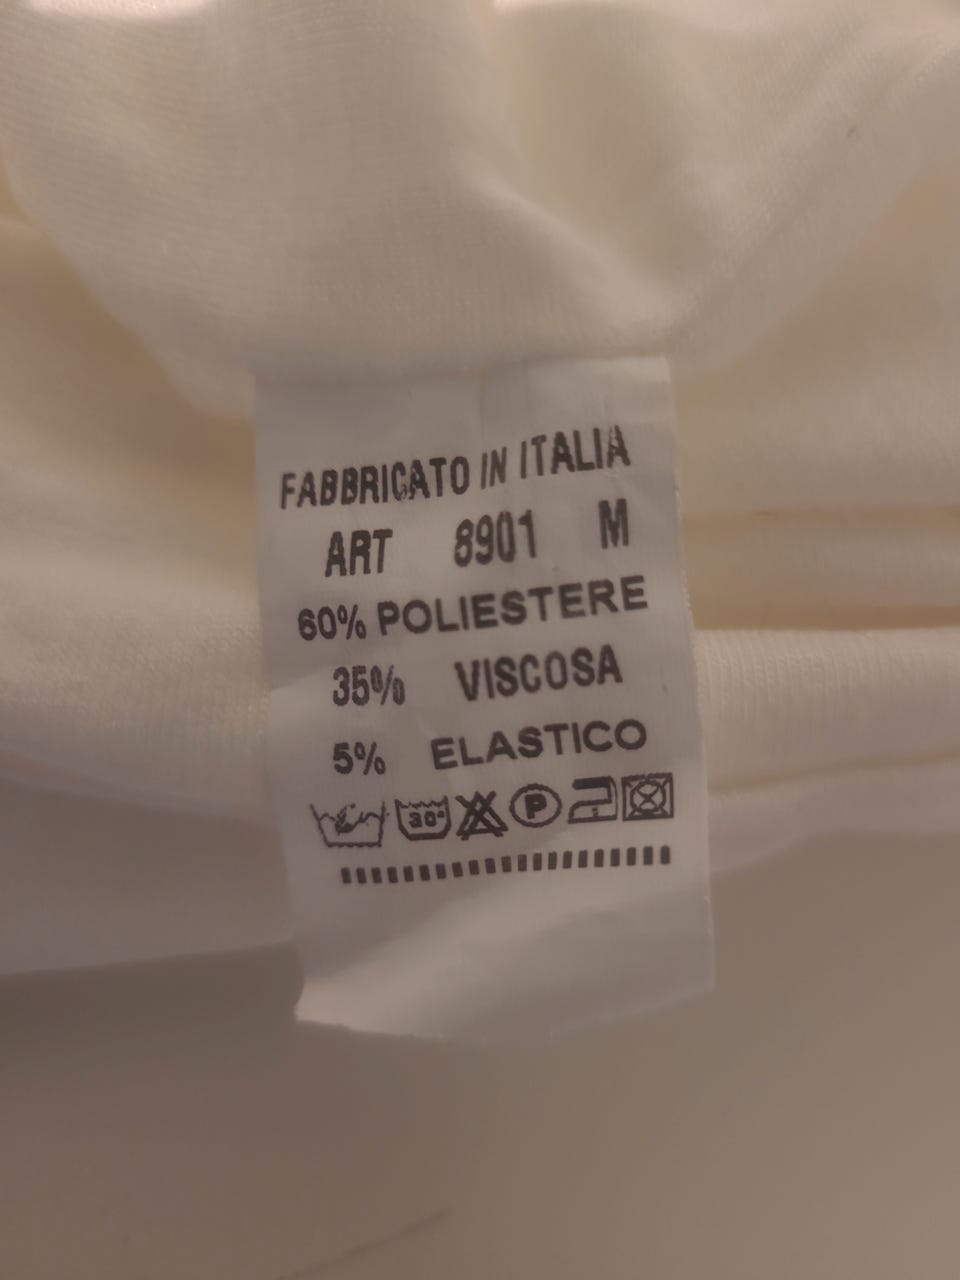 FABBRICATO IN ITALIA
ART 8901 M
60% POLIESTERE
35% VISCOSA
5% ELASTICO
30° P